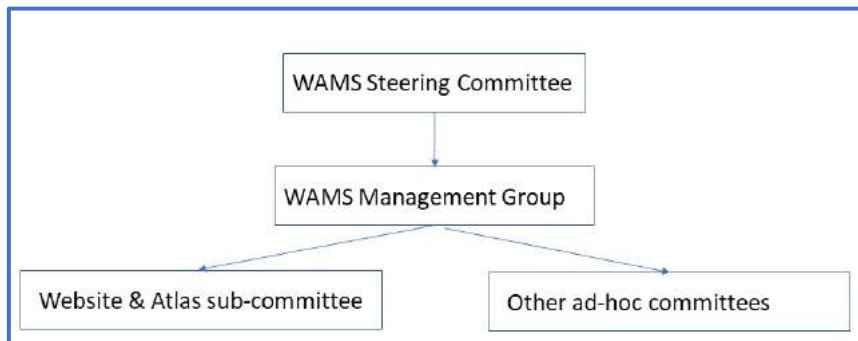 WAMS Steering Committee
WAMS Management Group
Website & Atlas sub-committee
Other ad-hoc committees